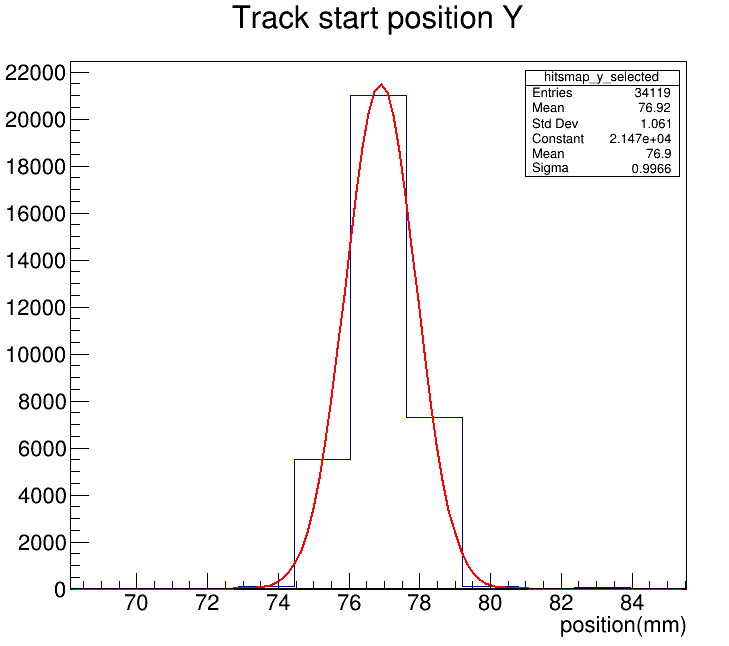 Track start position Y
hitsmap_y_selected
Entries 34119
Mean 76.92
Std Dev 1.061
Constant 2.147e+04
Mean 76.9
Sigma 0.9966
22000
20000
18000
16000
14000
12000
10000
8000
6000
4000
2000
0
70 72 74 76 78 80 82 84
position(mm)